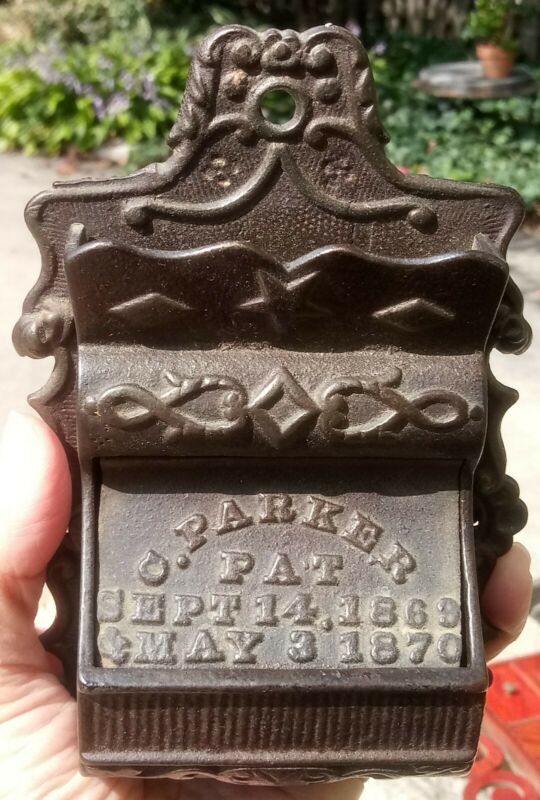 C. PARKER
PAT
SEPT 14, 1869
& MAY 3 1870